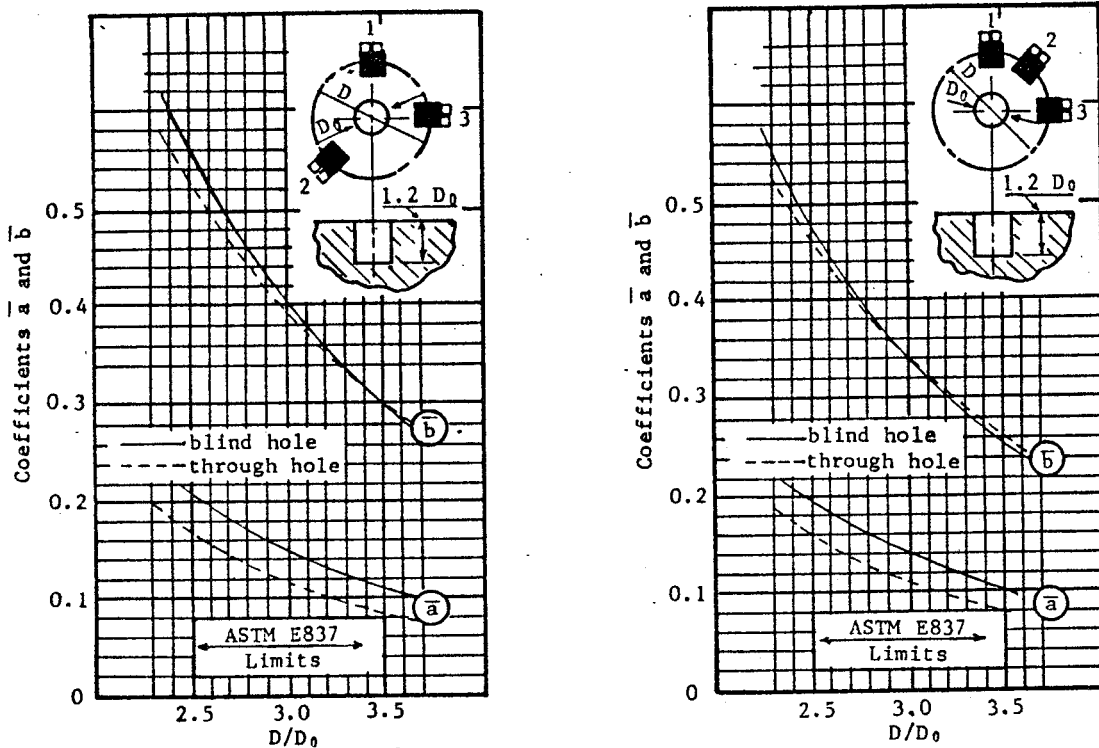 Coefficients a̅ and b̅
0.5
0.4
0.3
0.2
0.1
0
1
D
D₀
3
2
1.2 D₀
b̅
blind hole
through hole
a̅
ASTM E837
Limits
2.5
3.0
3.5
D/D₀
Coefficients a̅ and b̅
0.5
0.4
0.3
0.2
0.1
0
1
2
D
D₀
3
1.2 D₀
b̅
blind hole
through hole
a̅
ASTM E837
Limits
2.5
3.0
3.5
D/D₀